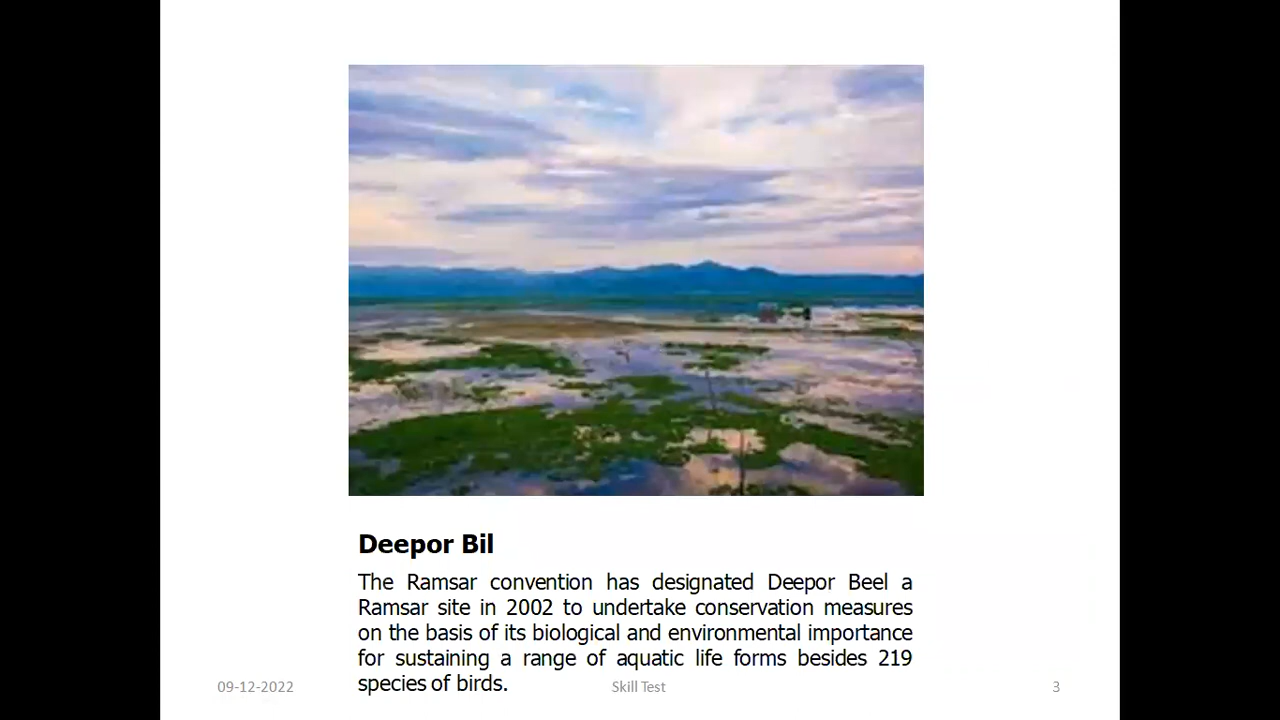 Deepor Bil
The Ramsar convention has designated Deepor Beel a
Ramsar site in 2002 to undertake conservation measures
on the basis of its biological and environmental importance
for sustaining a range of aquatic life forms besides 219
species of birds.
09-12-2022
Skill Test
3